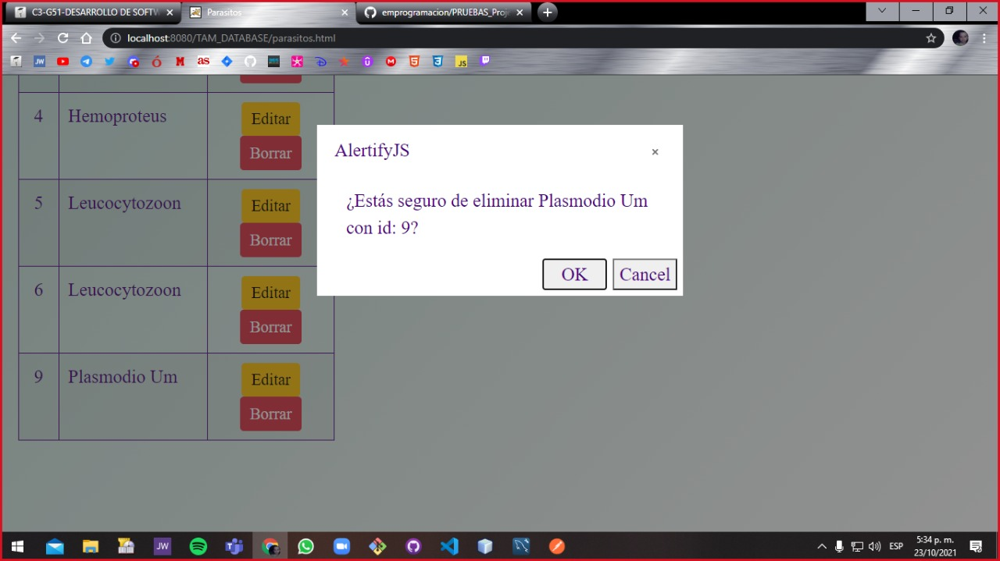 C3-G51-DESARROLLO DE SOFTW
Parasitos
emprogramacion/PRUEBAS_Proje
localhost:8080/TAM_DATABASE/parasitos.html
4 Hemoproteus Editar
Borrar
5 Leucocytozoon Editar
Borrar
6 Leucocytozoon Editar
Borrar
9 Plasmodio Um Editar
Borrar
AlertifyJS
¿Estás seguro de eliminar Plasmodio Um
con id: 9?
OK Cancel
JW
as
JS
JW
ESP
5:34 p. m.
23/10/2021